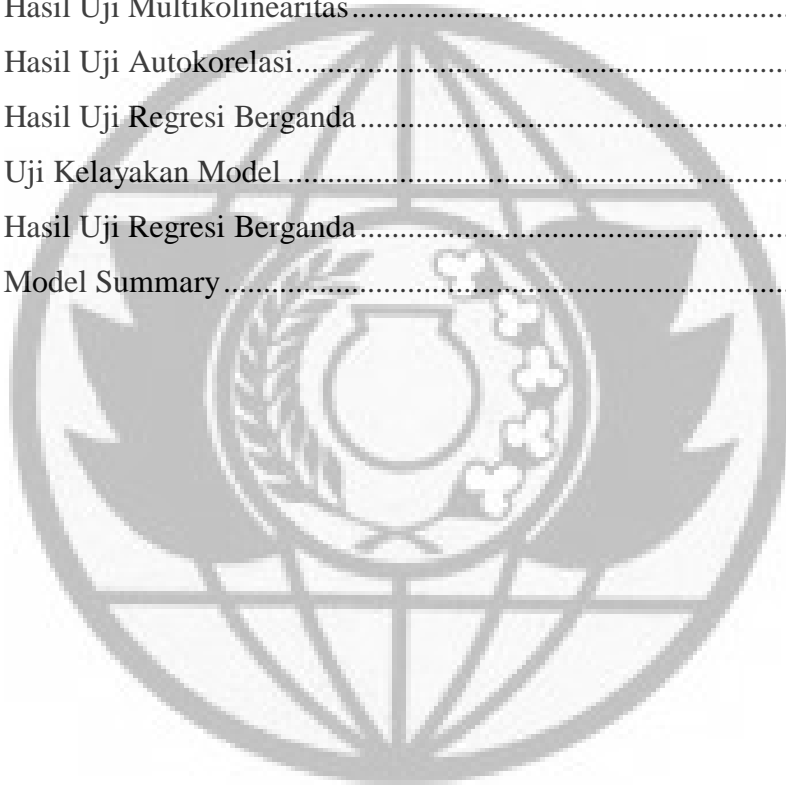 Hasil Uji Multikolinearitas....................................................
Hasil Uji Autokorelasi............................................................
Hasil Uji Regresi Berganda....................................................
Uji Kelayakan Model..............................................................
Hasil Uji Regresi Berganda....................................................
Model Summary......................................................................